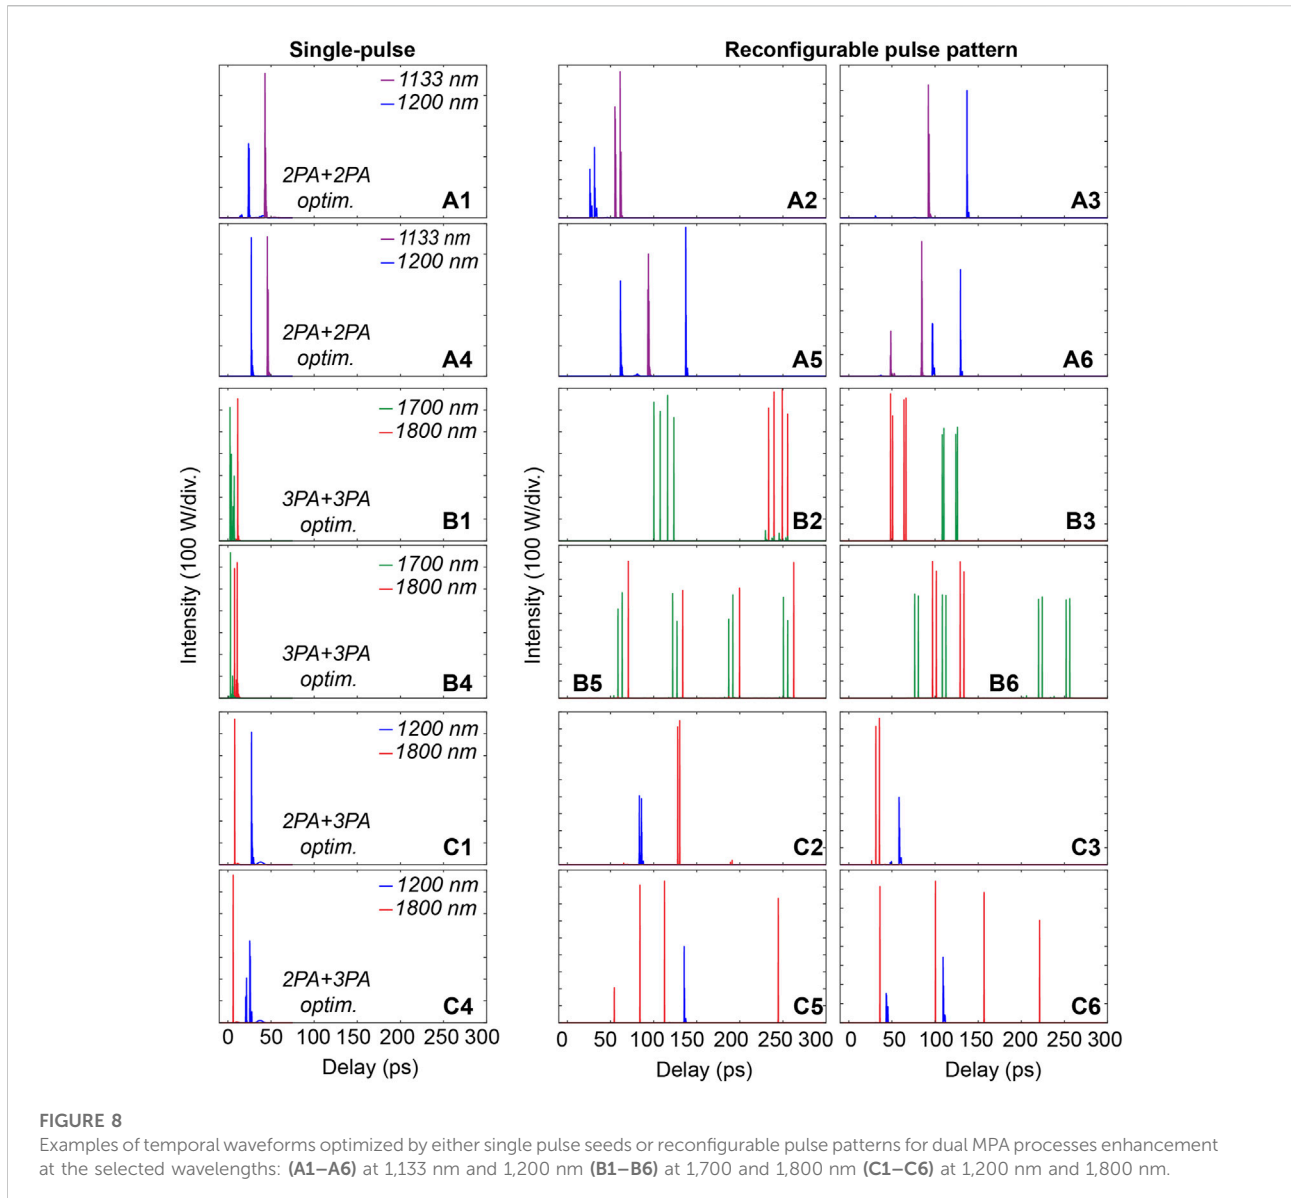 Single-pulse
Reconfigurable pulse pattern
1133 nm
1200 nm
2PA+2PA
optim.
A1
A2
A3
1133 nm
1200 nm
2PA+2PA
optim.
A4
A5
A6
1700 nm
1800 nm
3PA+3PA
optim.
B1
B2
B3
1700 nm
1800 nm
3PA+3PA
optim.
B4
B5
B6
1200 nm
1800 nm
2PA+3PA
optim.
C1
C2
C3
1200 nm
1800 nm
2PA+3PA
optim.
C4
C5
C6
Intensity (100 W/div.)
Intensity (100 W/div.)
0 50 100 150 200 250 300
0 50 100 150 200 250 300
0 50 100 150 200 250 300
Delay (ps)
Delay (ps)
Delay (ps)
FIGURE 8
Examples of temporal waveforms optimized by either single pulse seeds or reconfigurable pulse patterns for dual MPA processes enhancement
at the selected wavelengths: (A1–A6) at 1,133 nm and 1,200 nm (B1–B6) at 1,700 and 1,800 nm (C1–C6) at 1,200 nm and 1,800 nm.